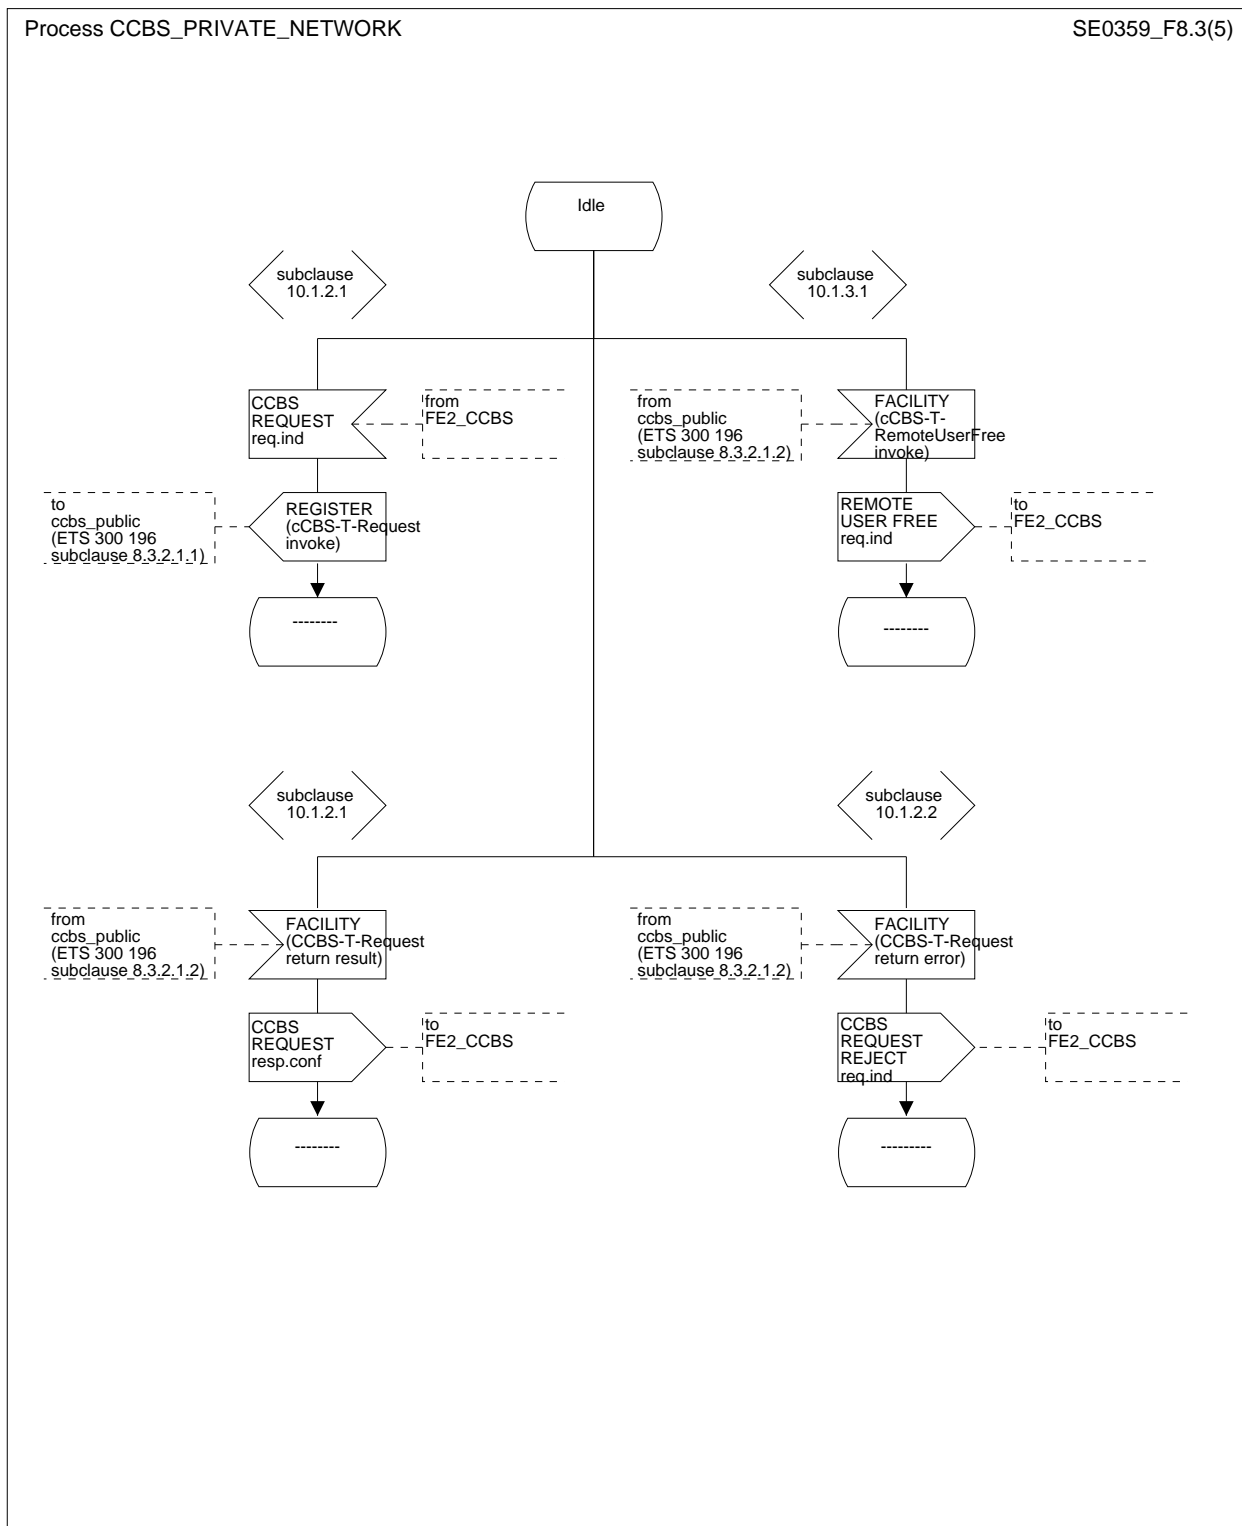 Process CCBS_PRIVATE_NETWORK
SE0359_F8.3(5)
Idle
subclause
10.1.2.1
subclause
10.1.3.1
CCBS
REQUEST
req.ind
from
FE2_CCBS
from
ccbs_public
(ETS 300 196
subclause 8.3.2.1.2)
FACILITY
(cCBS-T-
RemoteUserFree
invoke)
to
ccbs_public
(ETS 300 196
subclause 8.3.2.1.1)
REGISTER
(cCBS-T-Request
invoke)
REMOTE
USER FREE
req.ind
to
FE2_CCBS
--------
--------
subclause
10.1.2.1
subclause
10.1.2.2
from
ccbs_public
(ETS 300 196
subclause 8.3.2.1.2)
FACILITY
(CCBS-T-Request
return result)
from
ccbs_public
(ETS 300 196
subclause 8.3.2.1.2)
FACILITY
(CCBS-T-Request
return error)
CCBS
REQUEST
resp.conf
to
FE2_CCBS
CCBS
REQUEST
REJECT
req.ind
to
FE2_CCBS
--------
---------